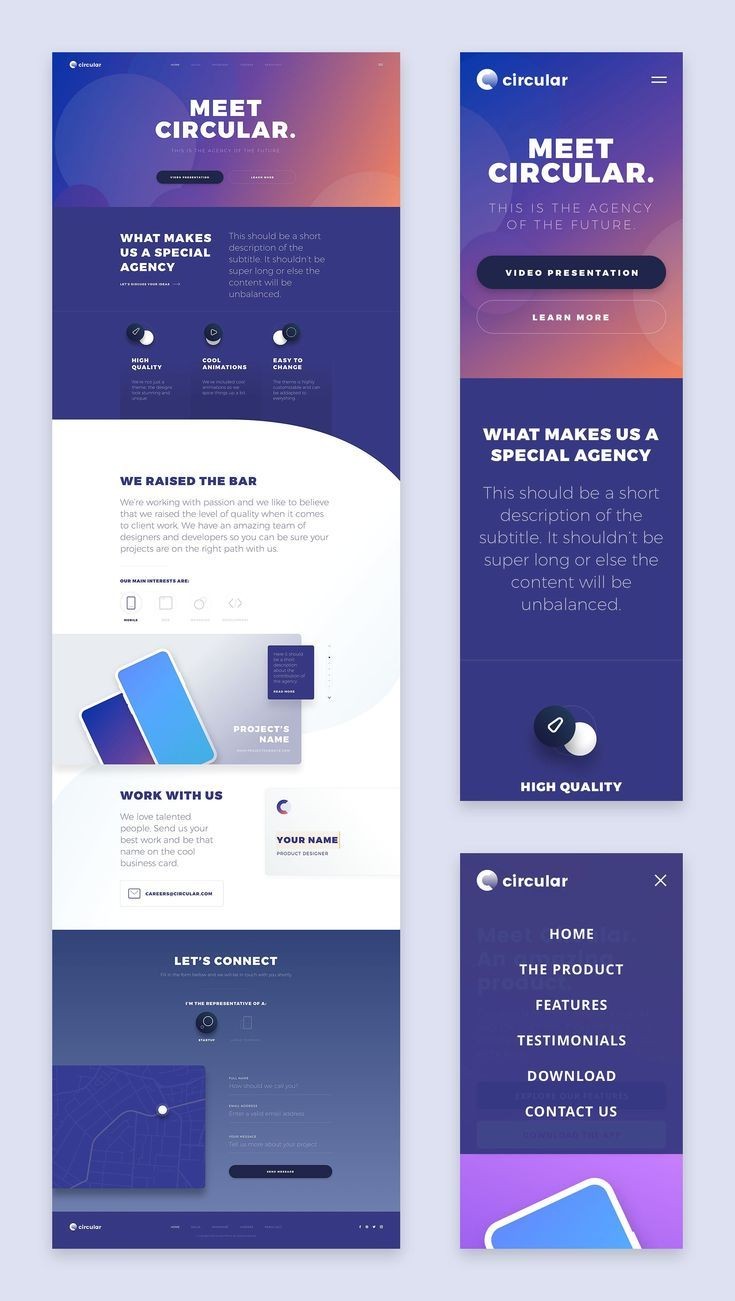 circular
HOME
MEET
CIRCULAR.
THIS IS THE AGENCY OF THE FUTURE.
VIDEO PRESENTATION
LEARN MORE
WHAT MAKES
US A SPECIAL
AGENCY
LET'S DISCUSS YOUR IDEAS
This should be a short
description of the
subtitle. It shouldn't be
super long or else the
content will be
unbalanced.
HIGH
QUALITY
We're not just a
theme, the designs
look stunning and
unique.
COOL
ANIMATIONS
We've included cool
animations so we
spice things up a bit.
EASY TO
CHANGE
The theme is highly
customizable and can
be addapted to
everything.
WE RAISED THE BAR
We're working with passion and we like to believe
that we raised the level of quality when it comes
to client work. We have an amazing team of
designers and developers so you can be sure your
projects are on the right path with us.
OUR MAIN INTERESTS ARE:
MOBILE
Here it should
be a short
description
about the
contribution of
the agency.
READ MORE
PROJECT'S
NAME
WORK WITH US
We love talented
people. Send us your
best work and be that
name on the cool
business card.
CAREERS@CIRCULAR.COM
YOUR NAME
PRODUCT DESIGNER
LET'S CONNECT
Fill in the form bellow and we will be in touch with you shortly.
I'M THE REPRESENTATIVE OF A:
STARTUP
FULL NAME
How should we call you?
EMAIL ADDRESS
Enter a valid email address
YOUR MESSAGE
Tell us more about your project
SEND MESSAGE
circular
HOME
circular
MEET
CIRCULAR.
THIS IS THE AGENCY
OF THE FUTURE.
VIDEO PRESENTATION
LEARN MORE
WHAT MAKES US A
SPECIAL AGENCY
This should be a short
description of the
subtitle. It shouldn't be
super long or else the
content will be
unbalanced.
HIGH QUALITY
circular
HOME
THE PRODUCT
FEATURES
TESTIMONIALS
DOWNLOAD
EXPLORE OUR FEATURES
CONTACT US
DOWNLOAD THE APP